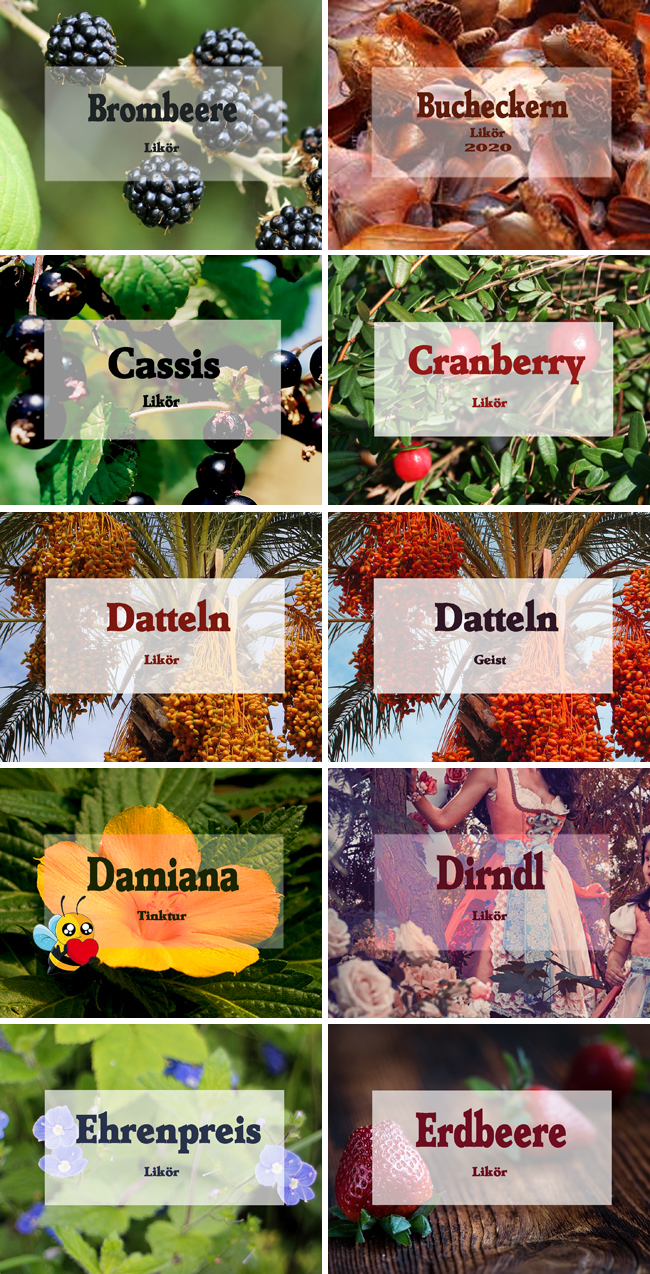 Brombeere
Likör
Bucheckern
Likör
2020
Cassis
Likör
Cranberry
Likör
Datteln
Likör
Datteln
Geist
Damiana
Tinktur
Dirndl
Likör
Ehrenpreis
Likör
Erdbeere
Likör